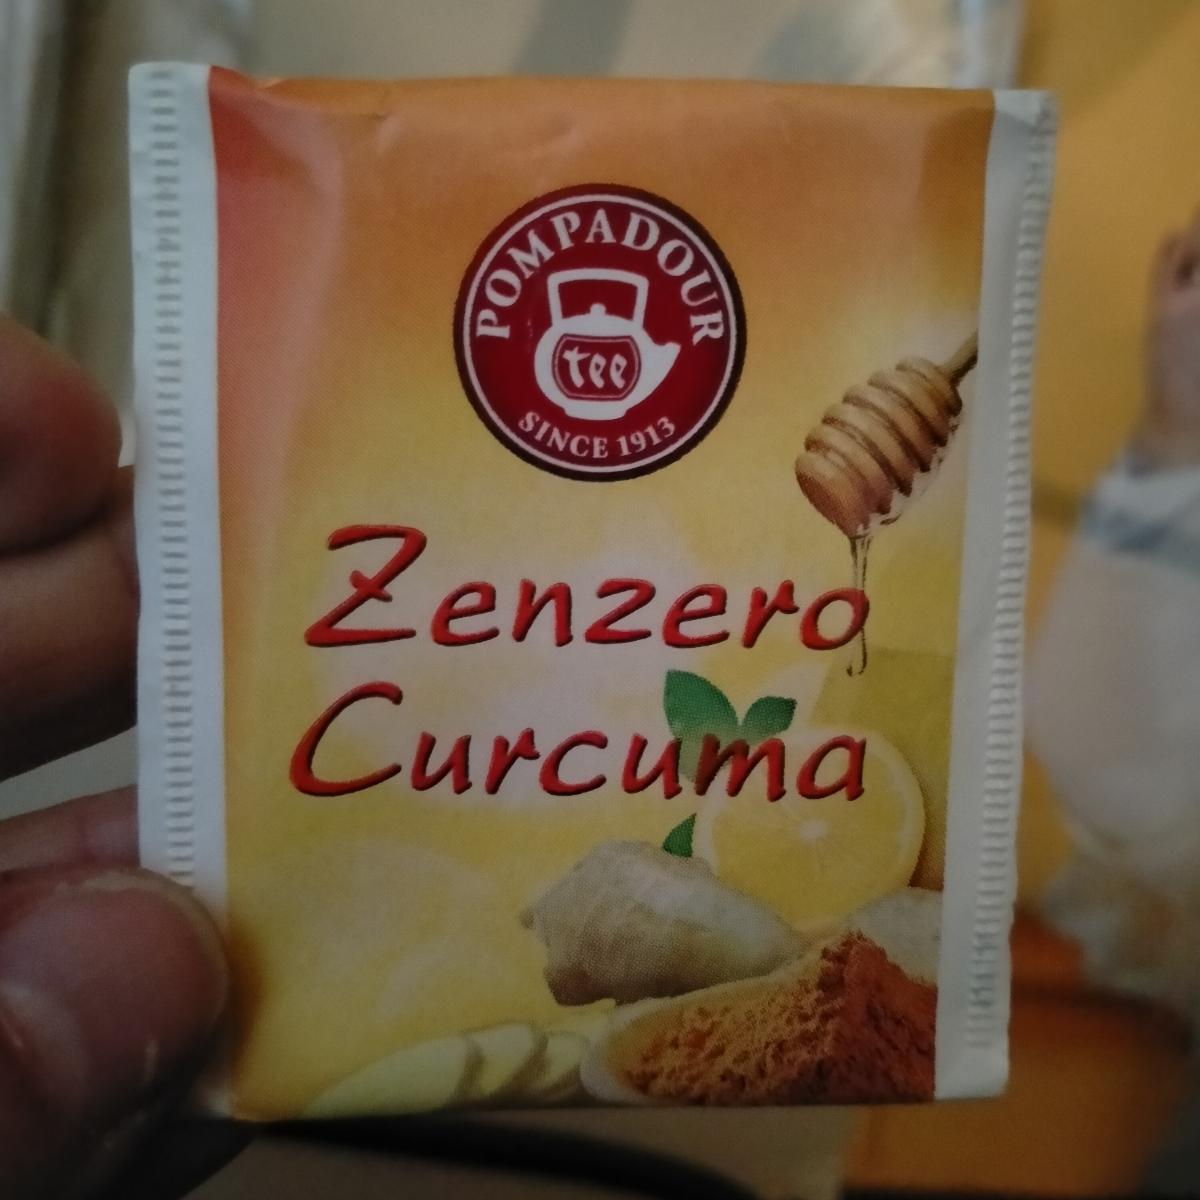 POMPADOUR
tee
SINCE 1913
Zenzero
Curcuma